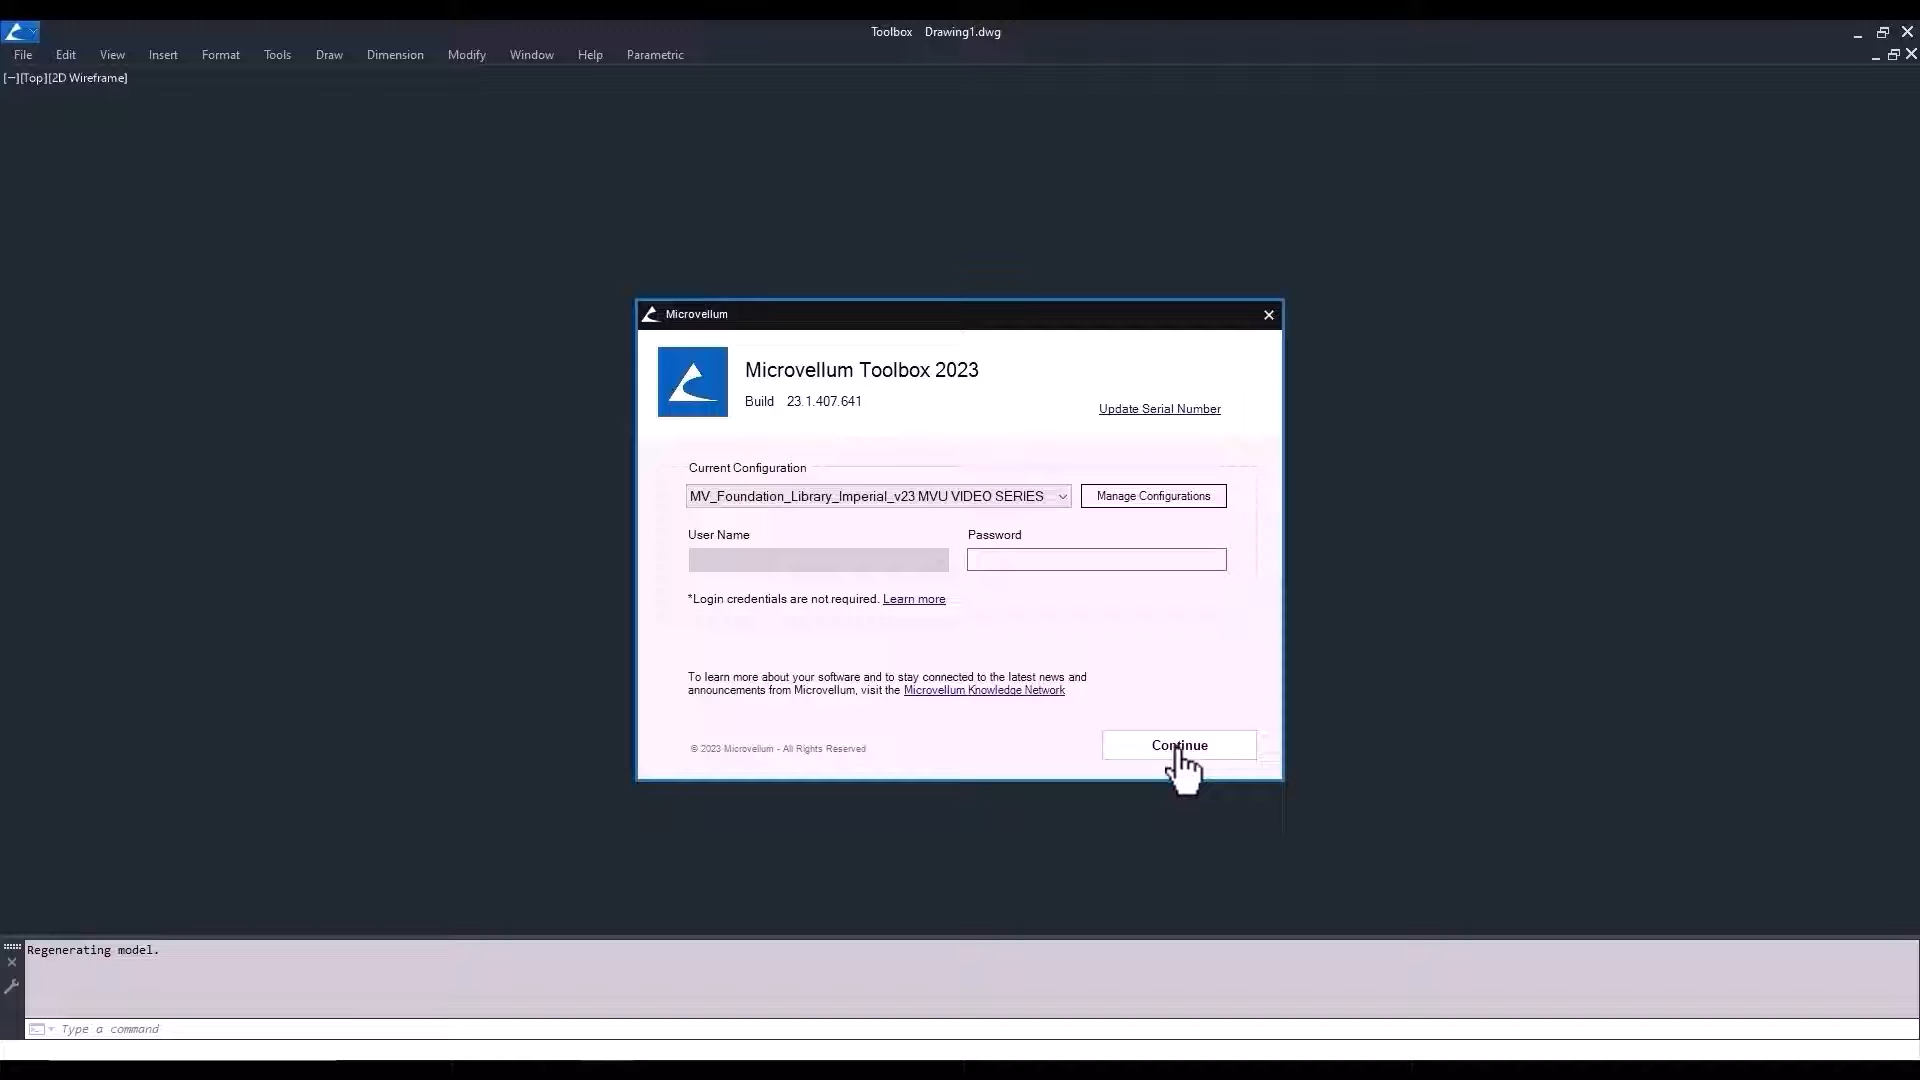 Toolbox Drawing1.dwg
File Edit View Insert Format Tools Draw Dimension Modify Window Help Parametric
[−][Top][2D Wireframe]
Microvellum
Microvellum Toolbox 2023
Build 23.1.407.641
Update Serial Number
Current Configuration
MV_Foundation_Library_Imperial_v23 MVU VIDEO SERIES
Manage Configurations
User Name Password
*Login credentials are not required. Learn more
To learn more about your software and to stay connected to the latest news and
announcements from Microvellum, visit the Microvellum Knowledge Network
© 2023 Microvellum - All Rights Reserved
Continue
Regenerating model.
Type a command